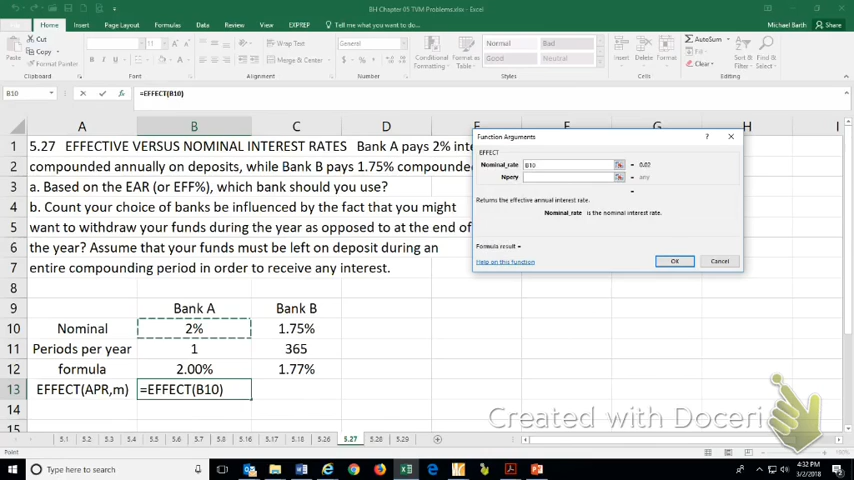 BH Chapter 05 TVM Problems.xlsx - Excel
File Home Insert Page Layout Formulas Data Review View EXPREP Tell me what you want to do... Michael Barth Share
Cut
Copy
Paste
Wrap Text
Merge & Center
General
Conditional Formatting
Format as Table
Normal Bad
Good Neutral
Insert Delete Format
AutoSum
Fill
Clear
Sort & Filter
Find & Select
Clipboard Font Alignment Number Styles Cells Editing
B10 =EFFECT(B10)
A B C D E F G H I
1 5.27 EFFECTIVE VERSUS NOMINAL INTEREST RATES Bank A pays 2% inte
2 compounded annually on deposits, while Bank B pays 1.75% compounded
3 a. Based on the EAR (or EFF%), which bank should you use?
4 b. Count your choice of banks be influenced by the fact that you might
5 want to withdraw your funds during the year as opposed to at the end of
6 the year? Assume that your funds must be left on deposit during an
7 entire compounding period in order to receive any interest.
8
9 Bank A Bank B
10 Nominal 2% 1.75%
11 Periods per year 1 365
12 formula 2.00% 1.77%
13 EFFECT(APR,m) =EFFECT(B10)
14
15
Function Arguments ?
EFFECT
Nominal_rate B10 = 0.02
Npery = any
=
Returns the effective annual interest rate.
Nominal_rate is the nominal interest rate.
Formula result =
Help on this function OK Cancel
Created with Doceri
5.1 5.2 5.3 5.4 5.5 5.7 5.8 5.9 5.16 5.17 5.18 5.26 5.27 5.28 5.29
Point
Type here to search
4:32 PM
3/2/2018